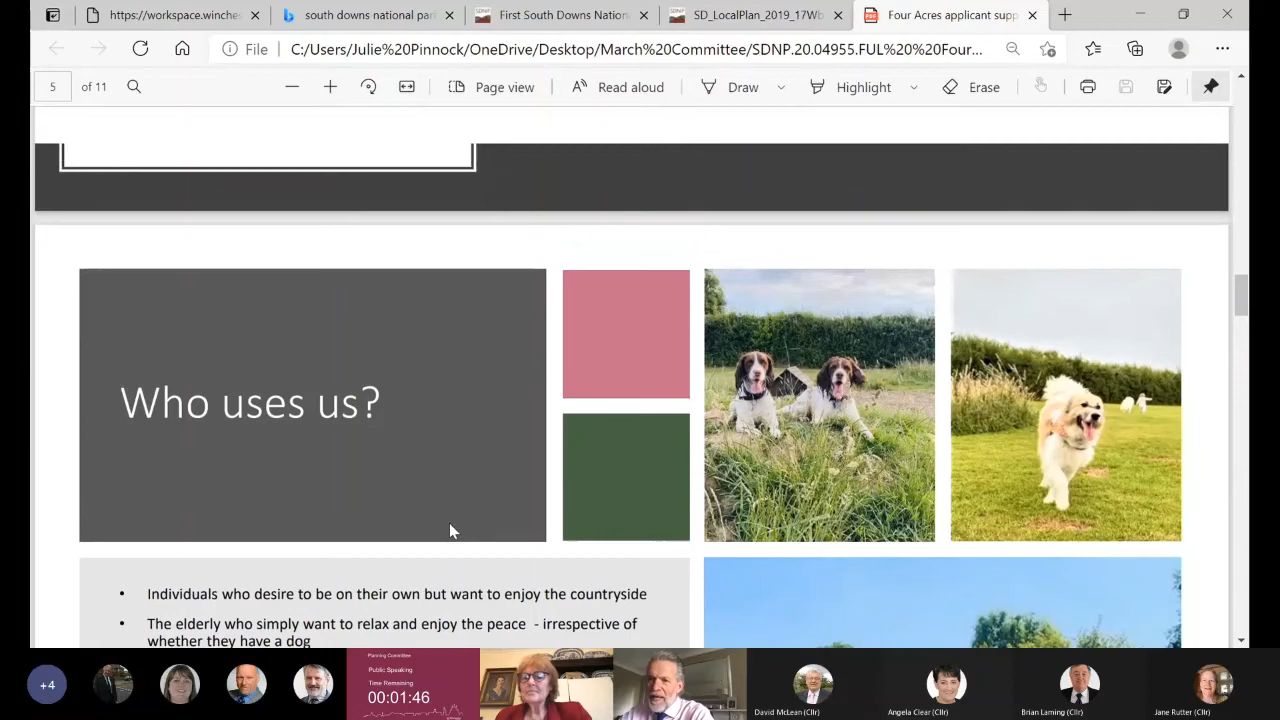 https://workspace.winches
south downs national park
First South Downs Nation
SD_LocalPlan_2019_17Wb
Four Acres applicant supp
File
C:/Users/Julie%20Pinnock/OneDrive/Desktop/March%20Committee/SDNP.20.04955.FUL%20%20Four...
5 of 11
Page view
Read aloud
Draw
Highlight
Erase
Who uses us?
• Individuals who desire to be on their own but want to enjoy the countryside
• The elderly who simply want to relax and enjoy the peace - irrespective of
whether they have a dog
+4
Planning Committee
Public Speaking
Time Remaining
00:01:46
David McLean (Cllr)
Angela Clear (Cllr)
Brian Laming (Cllr)
Jane Rutter (Cllr)